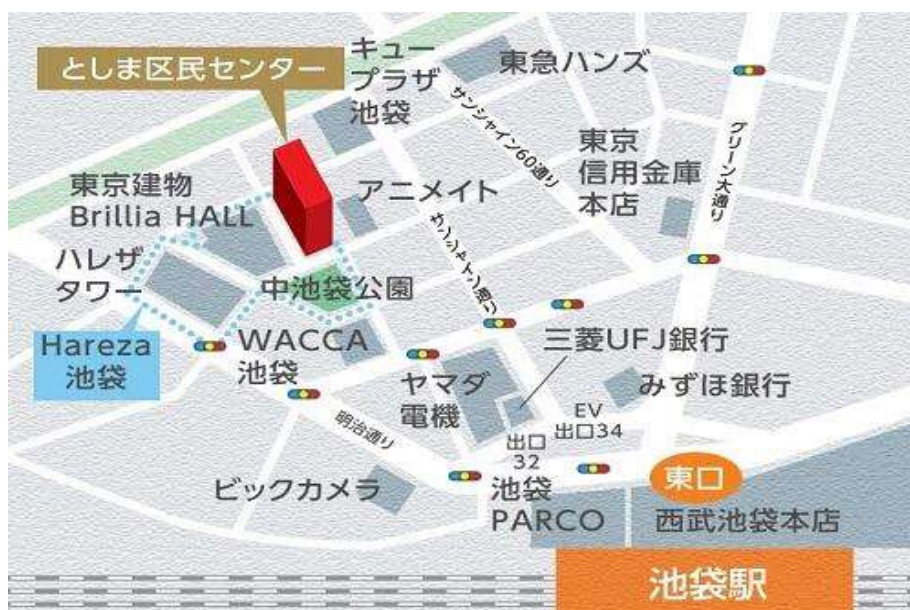 としま区民センター
キュー
プラザ
池袋
東急ハンズ
サンシャイン60通り
グリーン大通り
東京
信用金庫
本店
東京建物
Brillia HALL
アニメイト
サンシャイン通り
ハレザ
タワー
中池袋公園
Hareza
池袋
WACCA
池袋
三菱UFJ銀行
ヤマダ
電機
みずほ銀行
明治通り
EV
出口34
出口
32
ビックカメラ
池袋
PARCO
東口
西武池袋本店
池袋駅